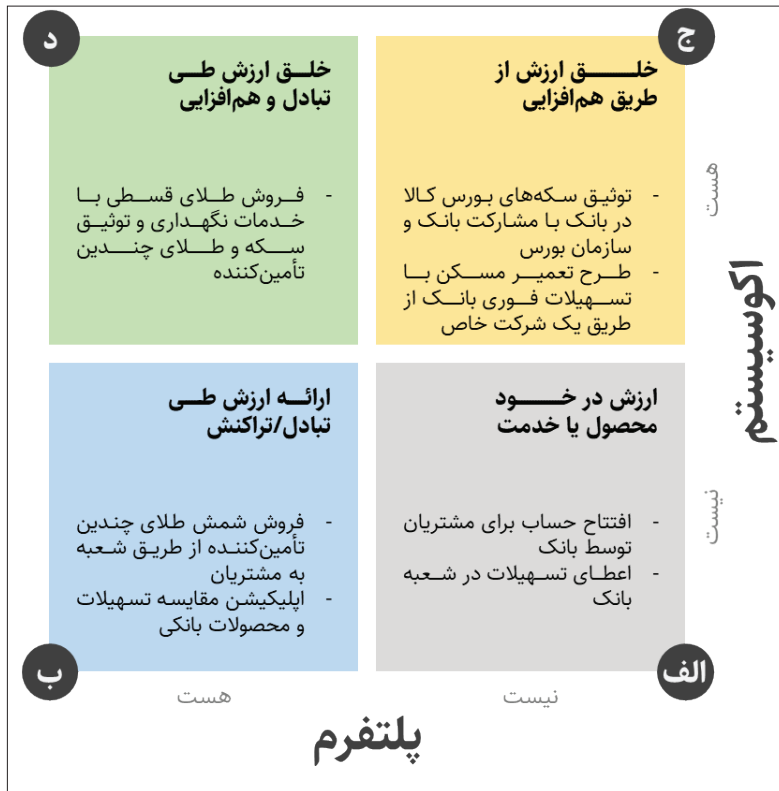 ج
خلق ارزش از
طریق هم‌افزایی
- توثیق سکه‌های بورس کالا
در بانک با مشارکت بانک و
سازمان بورس
- طرح تعمیر مسکن با
تسهیلات فوری بانک از
طریق یک شرکت خاص
د
خلق ارزش طی
تبادل و هم‌افزایی
- فروش طلای قسطی با
خدمات نگهداری و توثیق
سکه و طلای چندین
تأمین‌کننده
الف
ارزش در خود
محصول یا خدمت
- افتتاح حساب برای مشتریان
توسط بانک
- اعطای تسهیلات در شعبه
بانک
ب
ارائه ارزش طی
تبادل/تراکنش
- فروش شمش طلای چندین
تأمین‌کننده از طریق شعبه
به مشتریان
- اپلیکیشن مقایسه تسهیلات
و محصولات بانکی
هست
اکوسیستم
نیست
نیست
هست
پلتفرم